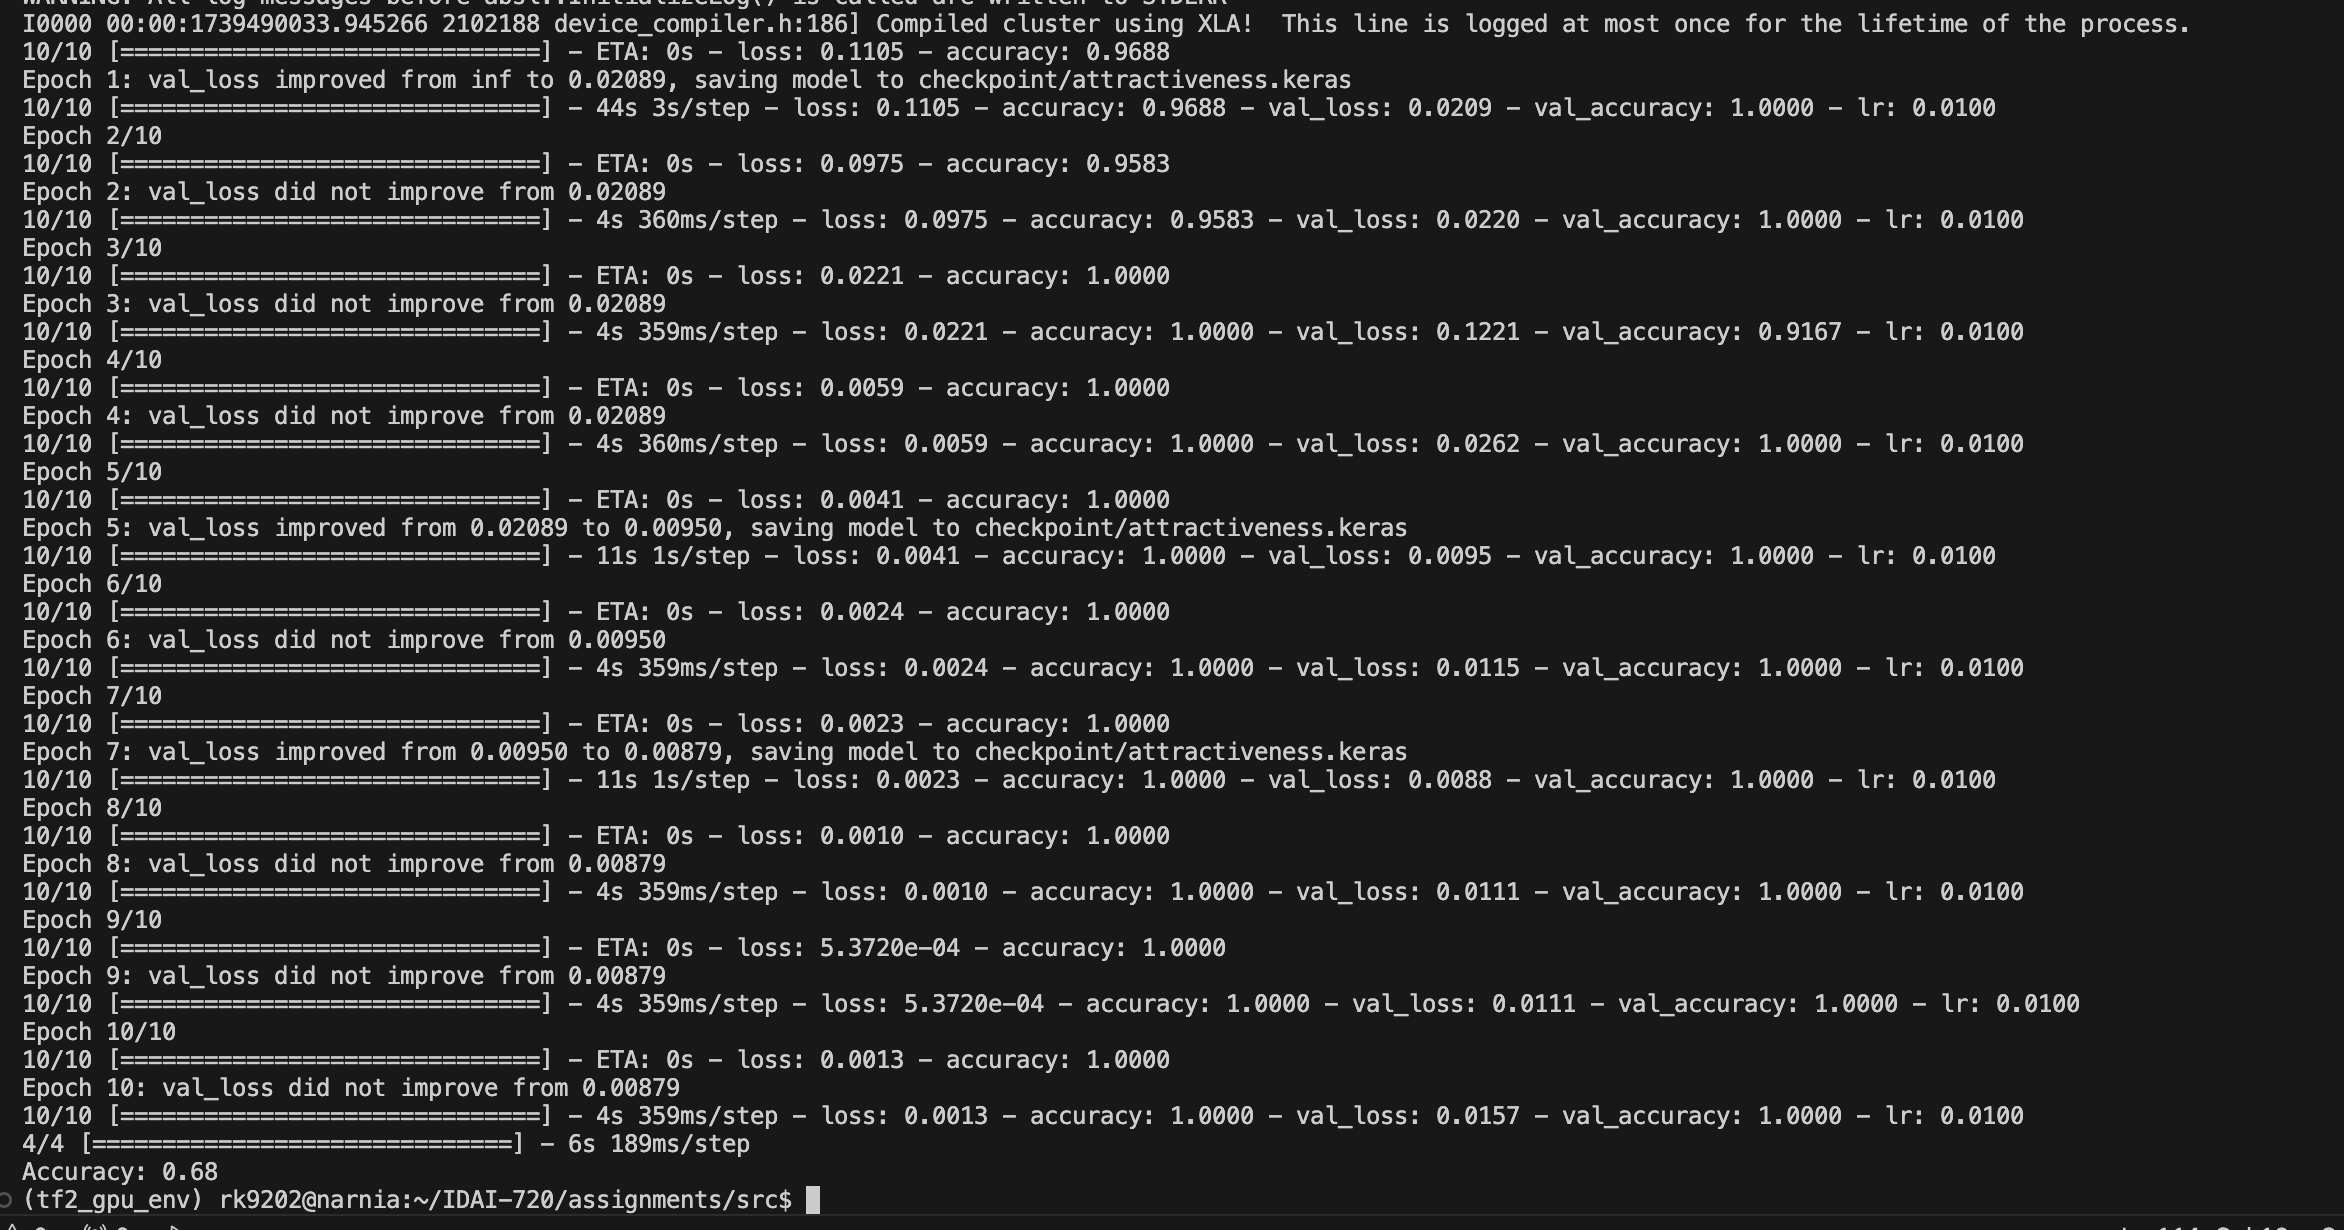 WARNING: All log messages before absl::InitializeLog() is called are written to STDERR
I0000 00:00:1739490033.945266 2102188 device_compiler.h:186] Compiled cluster using XLA!  This line is logged at most once for the lifetime of the process.
10/10 [==============================] - ETA: 0s - loss: 0.1105 - accuracy: 0.9688
Epoch 1: val_loss improved from inf to 0.02089, saving model to checkpoint/attractiveness.keras
10/10 [==============================] - 44s 3s/step - loss: 0.1105 - accuracy: 0.9688 - val_loss: 0.0209 - val_accuracy: 1.0000 - lr: 0.0100
Epoch 2/10
10/10 [==============================] - ETA: 0s - loss: 0.0975 - accuracy: 0.9583
Epoch 2: val_loss did not improve from 0.02089
10/10 [==============================] - 4s 360ms/step - loss: 0.0975 - accuracy: 0.9583 - val_loss: 0.0220 - val_accuracy: 1.0000 - lr: 0.0100
Epoch 3/10
10/10 [==============================] - ETA: 0s - loss: 0.0221 - accuracy: 1.0000
Epoch 3: val_loss did not improve from 0.02089
10/10 [==============================] - 4s 359ms/step - loss: 0.0221 - accuracy: 1.0000 - val_loss: 0.1221 - val_accuracy: 0.9167 - lr: 0.0100
Epoch 4/10
10/10 [==============================] - ETA: 0s - loss: 0.0059 - accuracy: 1.0000
Epoch 4: val_loss did not improve from 0.02089
10/10 [==============================] - 4s 360ms/step - loss: 0.0059 - accuracy: 1.0000 - val_loss: 0.0262 - val_accuracy: 1.0000 - lr: 0.0100
Epoch 5/10
10/10 [==============================] - ETA: 0s - loss: 0.0041 - accuracy: 1.0000
Epoch 5: val_loss improved from 0.02089 to 0.00950, saving model to checkpoint/attractiveness.keras
10/10 [==============================] - 11s 1s/step - loss: 0.0041 - accuracy: 1.0000 - val_loss: 0.0095 - val_accuracy: 1.0000 - lr: 0.0100
Epoch 6/10
10/10 [==============================] - ETA: 0s - loss: 0.0024 - accuracy: 1.0000
Epoch 6: val_loss did not improve from 0.00950
10/10 [==============================] - 4s 359ms/step - loss: 0.0024 - accuracy: 1.0000 - val_loss: 0.0115 - val_accuracy: 1.0000 - lr: 0.0100
Epoch 7/10
10/10 [==============================] - ETA: 0s - loss: 0.0023 - accuracy: 1.0000
Epoch 7: val_loss improved from 0.00950 to 0.00879, saving model to checkpoint/attractiveness.keras
10/10 [==============================] - 11s 1s/step - loss: 0.0023 - accuracy: 1.0000 - val_loss: 0.0088 - val_accuracy: 1.0000 - lr: 0.0100
Epoch 8/10
10/10 [==============================] - ETA: 0s - loss: 0.0010 - accuracy: 1.0000
Epoch 8: val_loss did not improve from 0.00879
10/10 [==============================] - 4s 359ms/step - loss: 0.0010 - accuracy: 1.0000 - val_loss: 0.0111 - val_accuracy: 1.0000 - lr: 0.0100
Epoch 9/10
10/10 [==============================] - ETA: 0s - loss: 5.3720e-04 - accuracy: 1.0000
Epoch 9: val_loss did not improve from 0.00879
10/10 [==============================] - 4s 359ms/step - loss: 5.3720e-04 - accuracy: 1.0000 - val_loss: 0.0111 - val_accuracy: 1.0000 - lr: 0.0100
Epoch 10/10
10/10 [==============================] - ETA: 0s - loss: 0.0013 - accuracy: 1.0000
Epoch 10: val_loss did not improve from 0.00879
10/10 [==============================] - 4s 359ms/step - loss: 0.0013 - accuracy: 1.0000 - val_loss: 0.0157 - val_accuracy: 1.0000 - lr: 0.0100
4/4 [==============================] - 6s 189ms/step
Accuracy: 0.68
(tf2_gpu_env) rk9202@narnia:~/IDAI-720/assignments/src$